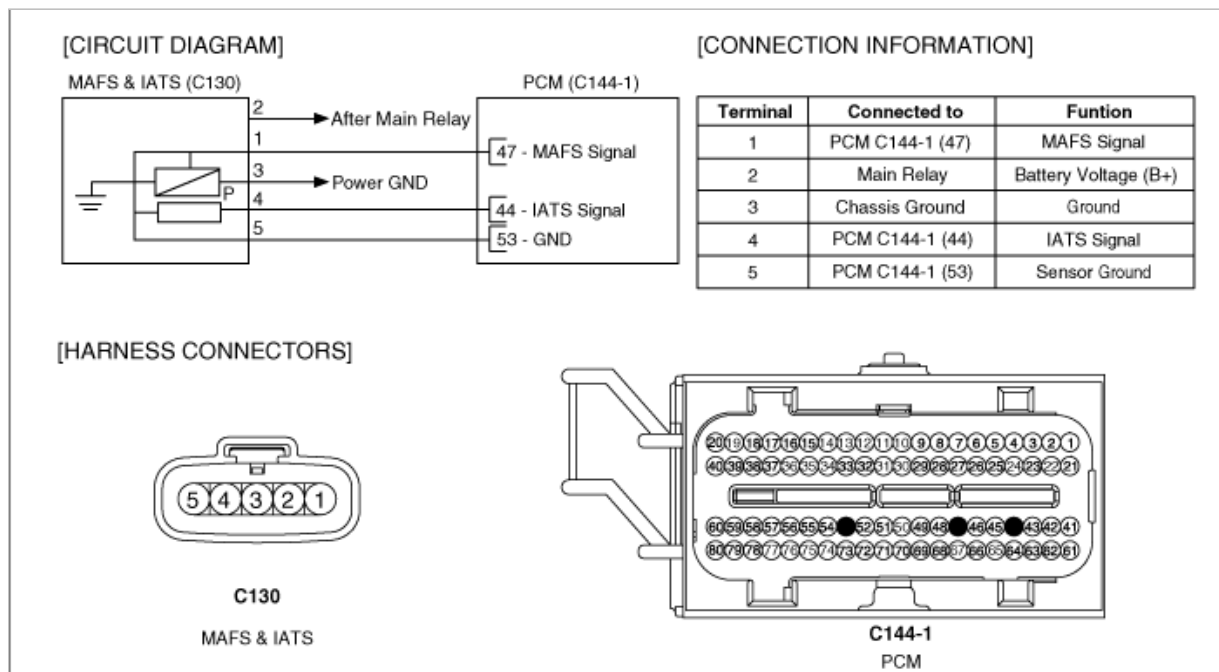 [CIRCUIT DIAGRAM]
MAFS & IATS (C130)
PCM (C144-1)
2
After Main Relay
1
47 - MAFS Signal
3
Power GND
P
4
44 - IATS Signal
5
53 - GND
[CONNECTION INFORMATION]
Terminal Connected to Funtion
1 PCM C144-1 (47) MAFS Signal
2 Main Relay Battery Voltage (B+)
3 Chassis Ground Ground
4 PCM C144-1 (44) IATS Signal
5 PCM C144-1 (53) Sensor Ground
[HARNESS CONNECTORS]
5 4 3 2 1
C130
MAFS & IATS
20 19 18 17 16 15 14 13 12 11 10 9 8 7 6 5 4 3 2 1
40 39 38 37 36 35 34 33 32 31 30 29 28 27 26 25 24 23 22 21
60 59 58 57 56 55 54 52 51 50 49 48 46 45 43 42 41
80 79 78 77 76 75 74 73 72 71 70 69 68 67 66 65 64 63 62 61
C144-1
PCM